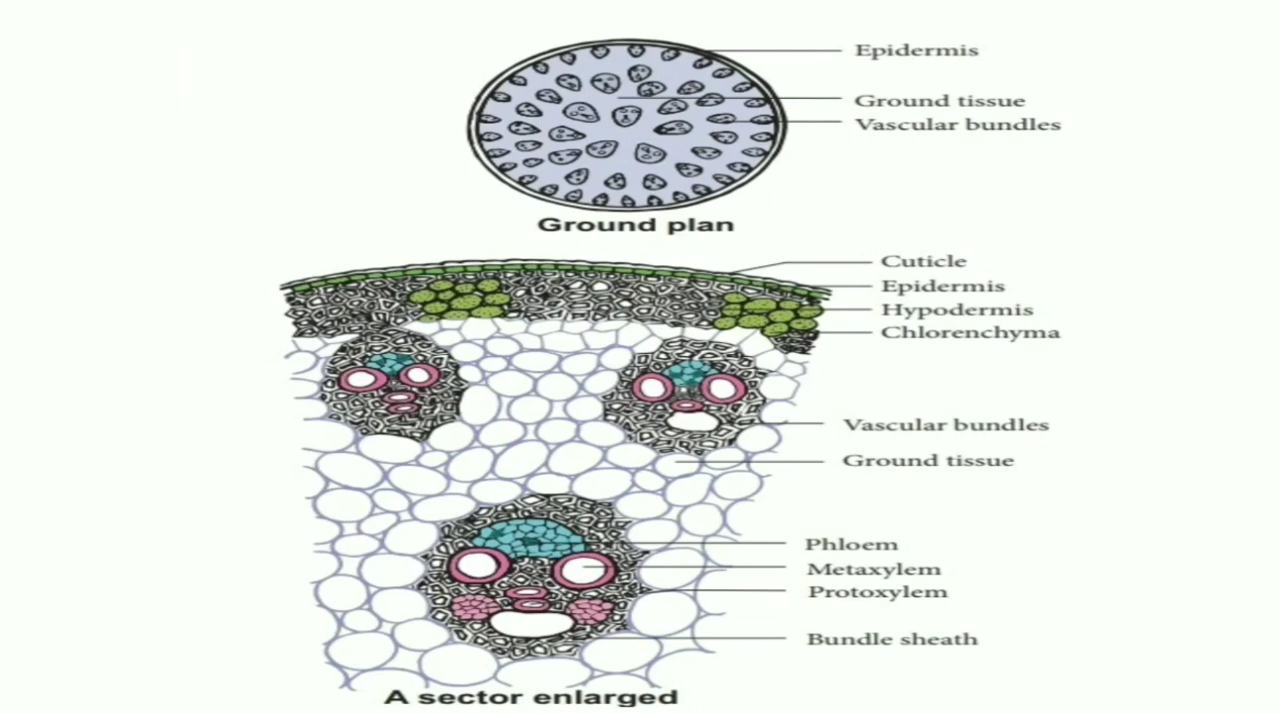 Epidermis
Ground tissue
Vascular bundles
Ground plan
Cuticle
Epidermis
Hypodermis
Chlorenchyma
Vascular bundles
Ground tissue
Phloem
Metaxylem
Protoxylem
Bundle sheath
A sector enlarged